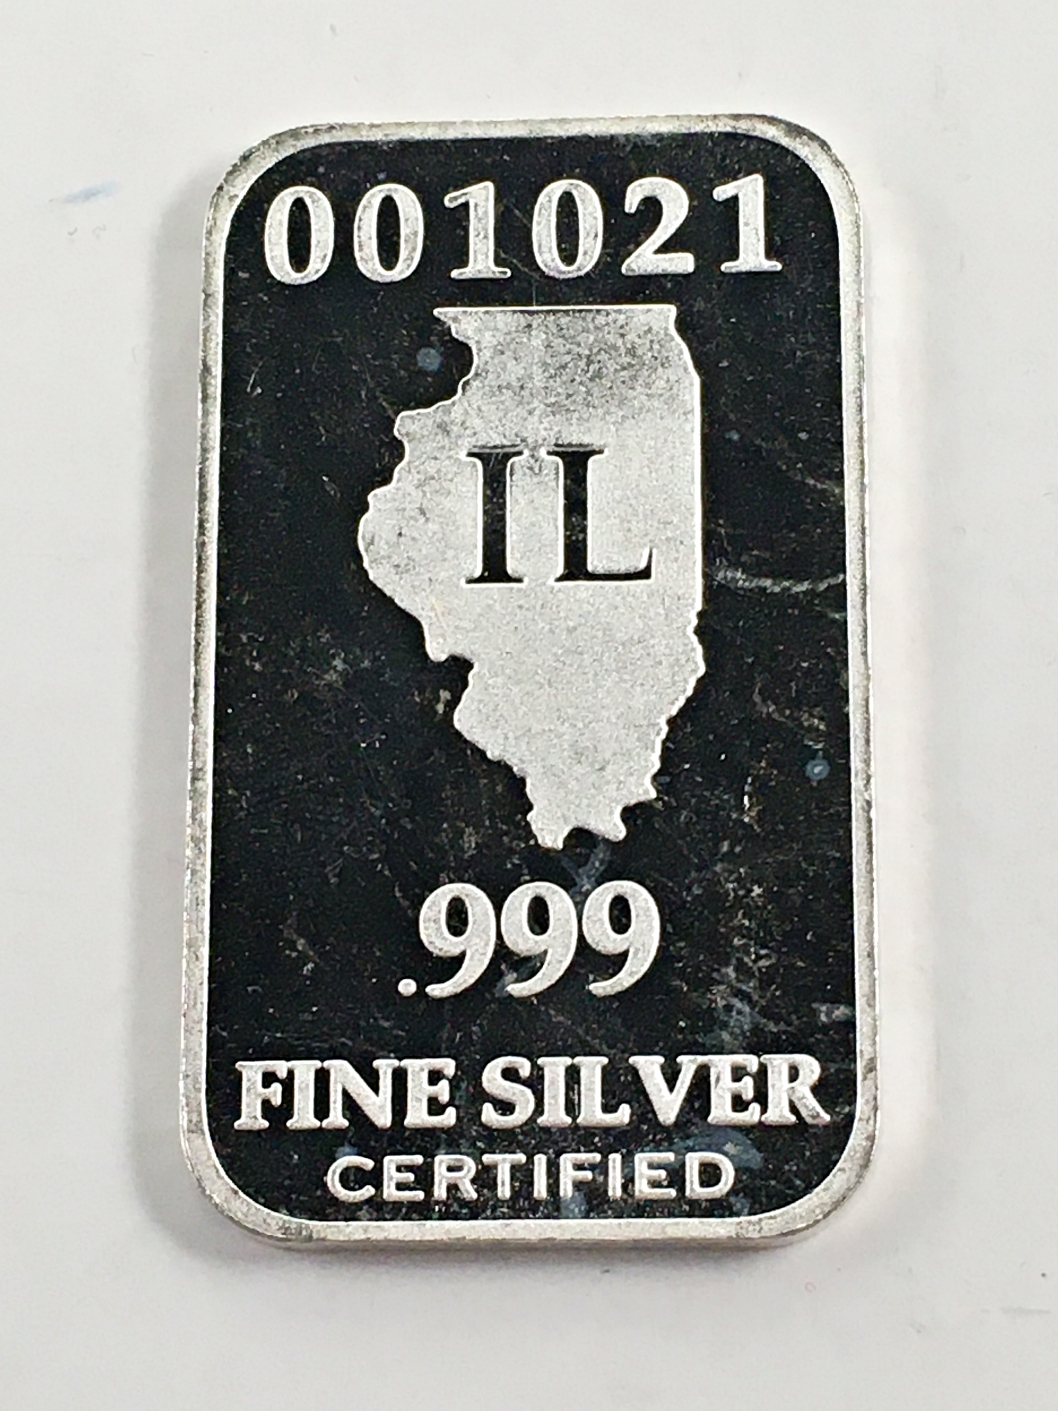 001021
IL
.999
FINE SILVER
CERTIFIED